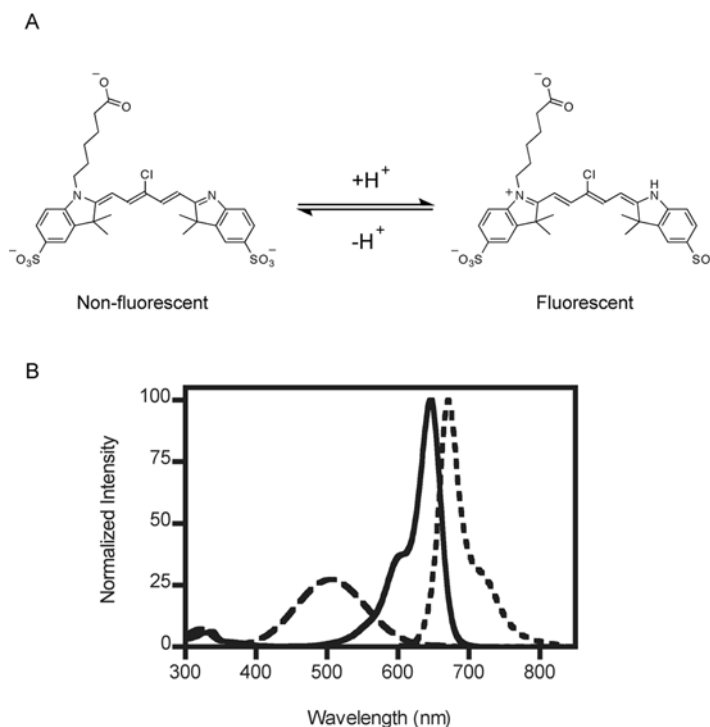 A
−
O
O
Cl
N
N
−
O₃S
SO₃
−
Non-fluorescent
+H⁺
-H⁺
−
O
O
Cl
N
+
H
N
−
O₃S
SO
Fluorescent
B
Normalized Intensity
100
75
50
25
0
300 400 500 600 700 800
Wavelength (nm)